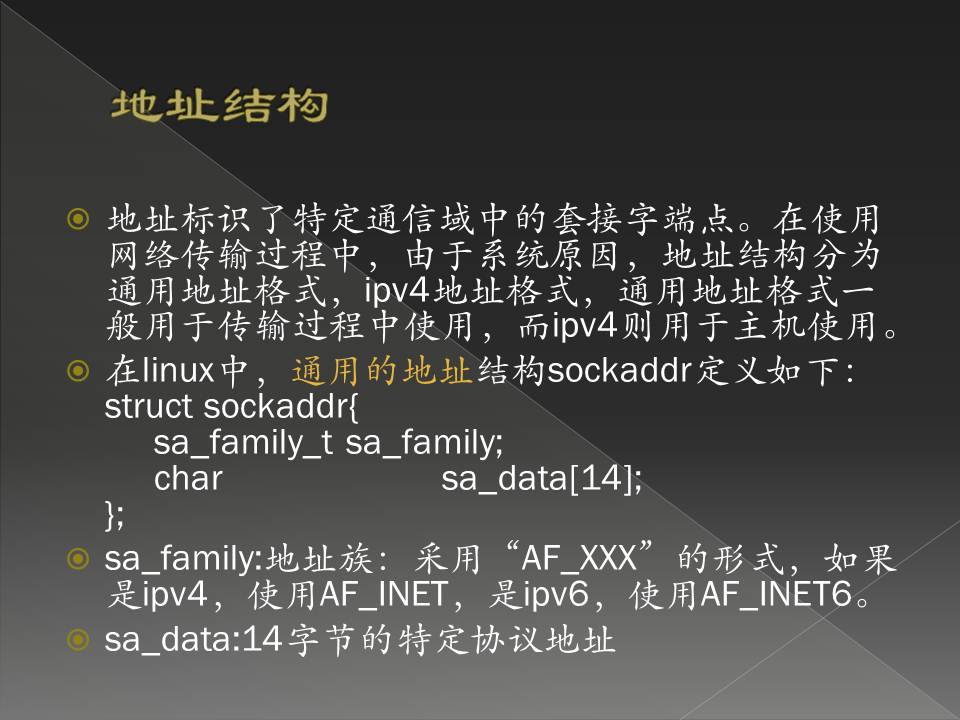 地址结构
地址标识了特定通信域中的套接字端点。在使用
网络传输过程中，由于系统原因，地址结构分为
通用地址格式，ipv4地址格式，通用地址格式一
般用于传输过程中使用，而ipv4则用于主机使用。
在linux中，通用的地址结构sockaddr定义如下：
struct sockaddr{
sa_family_t sa_family;
char sa_data[14];
};
sa_family:地址族：采用“AF_XXX”的形式，如果
是ipv4，使用AF_INET，是ipv6，使用AF_INET6。
sa_data:14字节的特定协议地址